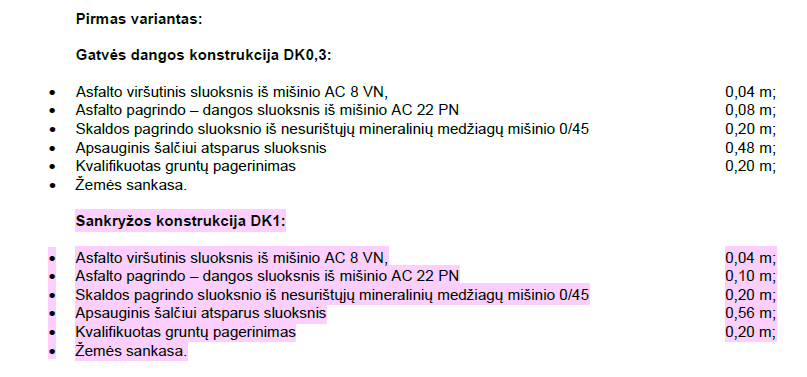 Pirmas variantas:
Gatvės dangos konstrukcija DK0,3:
• Asfalto viršutinis sluoksnis iš mišinio AC 8 VN, 0,04 m;
• Asfalto pagrindo – dangos sluoksnis iš mišinio AC 22 PN 0,08 m;
• Skaldos pagrindo sluoksnio iš nesurištųjų mineralinių medžiagų mišinio 0/45 0,20 m;
• Apsauginis šalčiui atsparus sluoksnis 0,48 m;
• Kvalifikuotas gruntų pagerinimas 0,20 m;
• Žemės sankasa.
Sankryžos konstrukcija DK1:
• Asfalto viršutinis sluoksnis iš mišinio AC 8 VN, 0,04 m;
• Asfalto pagrindo – dangos sluoksnis iš mišinio AC 22 PN 0,10 m;
• Skaldos pagrindo sluoksnio iš nesurištųjų mineralinių medžiagų mišinio 0/45 0,20 m;
• Apsauginis šalčiui atsparus sluoksnis 0,56 m;
• Kvalifikuotas gruntų pagerinimas 0,20 m;
• Žemės sankasa.